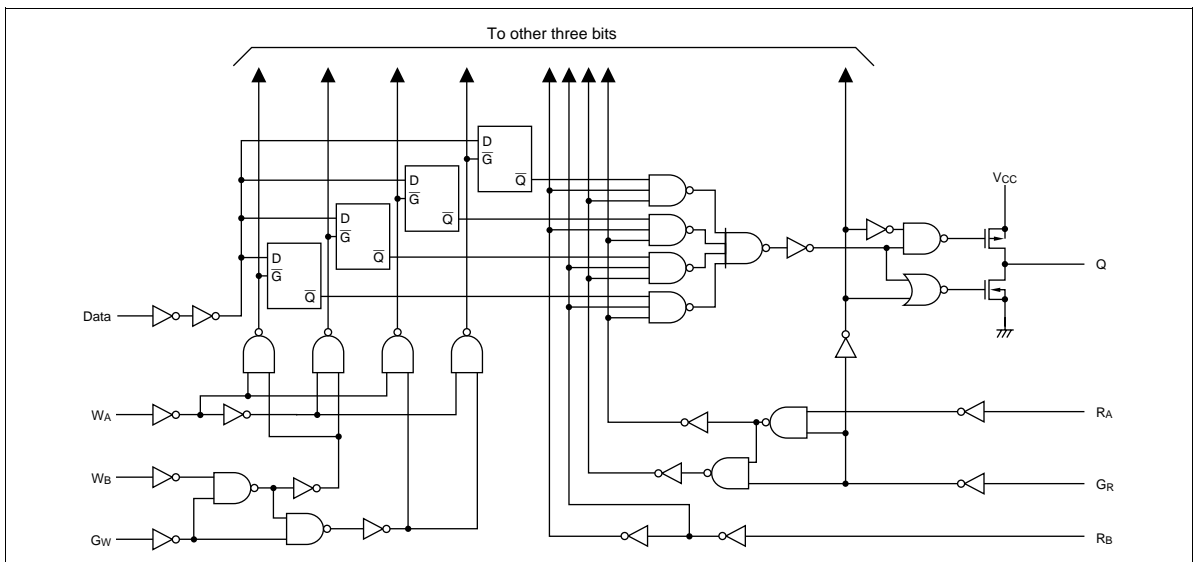 To other three bits
D
G̅
Q̅
D
G̅
Q̅
VCC
D
G̅
Q̅
D
G̅
Q̅
Q
Data
WA
RA
WB
GR
GW
RB